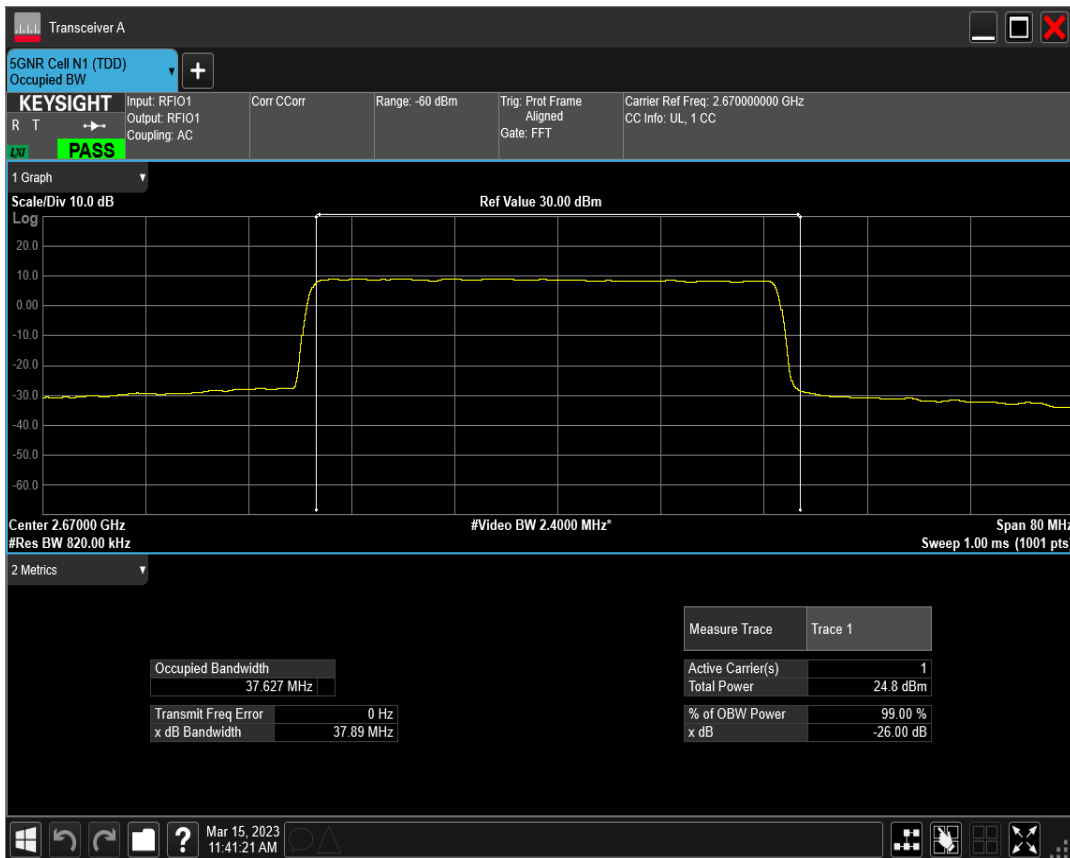 Transceiver A
5GNR Cell N1 (TDD)
Occupied BW
KEYSIGHT
R T
LXI
PASS
Input: RFIO1
Output: RFIO1
Coupling: AC
Corr CCorr
Range: -60 dBm
Trig: Prot Frame
Aligned
Gate: FFT
Carrier Ref Freq: 2.670000000 GHz
CC Info: UL, 1 CC
1 Graph
Scale/Div 10.0 dB
Ref Value 30.00 dBm
Log
20.0
10.0
0.00
-10.0
-20.0
-30.0
-40.0
-50.0
-60.0
Center 2.67000 GHz
#Video BW 2.4000 MHz*
Span 80 MHz
#Res BW 820.00 kHz
Sweep 1.00 ms (1001 pts)
2 Metrics
Measure Trace Trace 1
Occupied Bandwidth
37.627 MHz
Transmit Freq Error 0 Hz
x dB Bandwidth 37.89 MHz
Active Carrier(s) 1
Total Power 24.8 dBm
% of OBW Power 99.00 %
x dB -26.00 dB
?
Mar 15, 2023
11:41:21 AM